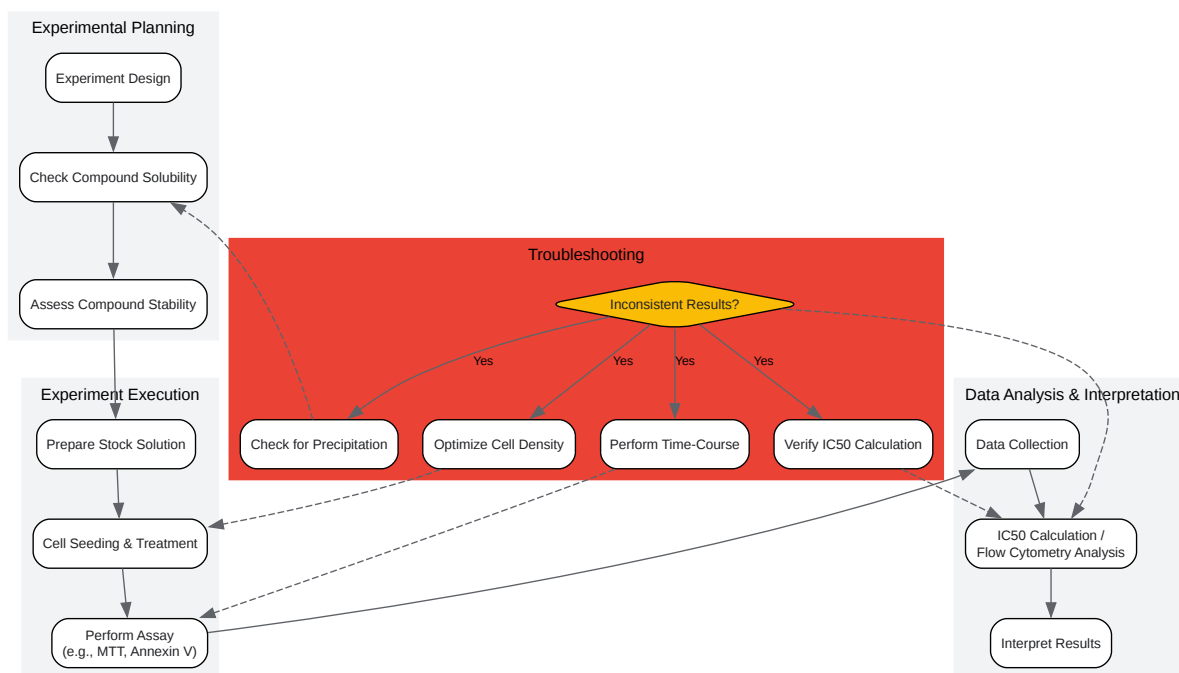 Experimental Planning
Experiment Design
Check Compound Solubility
Assess Compound Stability
Troubleshooting
Inconsistent Results?
Yes
Yes
Yes
Yes
Check for Precipitation
Optimize Cell Density
Perform Time-Course
Verify IC50 Calculation
Experiment Execution
Prepare Stock Solution
Cell Seeding & Treatment
Perform Assay
(e.g., MTT, Annexin V)
Data Analysis & Interpretation
Data Collection
IC50 Calculation /
Flow Cytometry Analysis
Interpret Results